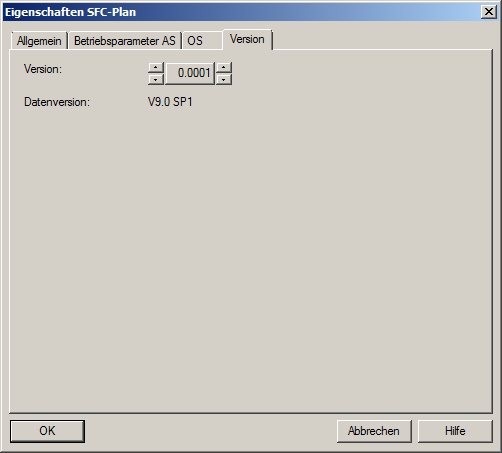 Eigenschaften SFC-Plan
Allgemein Betriebsparameter AS OS Version
Version: 0.0001
Datenversion: V9.0 SP1
OK Abbrechen Hilfe